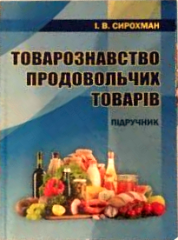 І. В. СИРОХМАН
ТОВАРОЗНАВСТВО
ПРОДОВОЛЬЧИХ
ТОВАРІВ
ПІДРУЧНИК